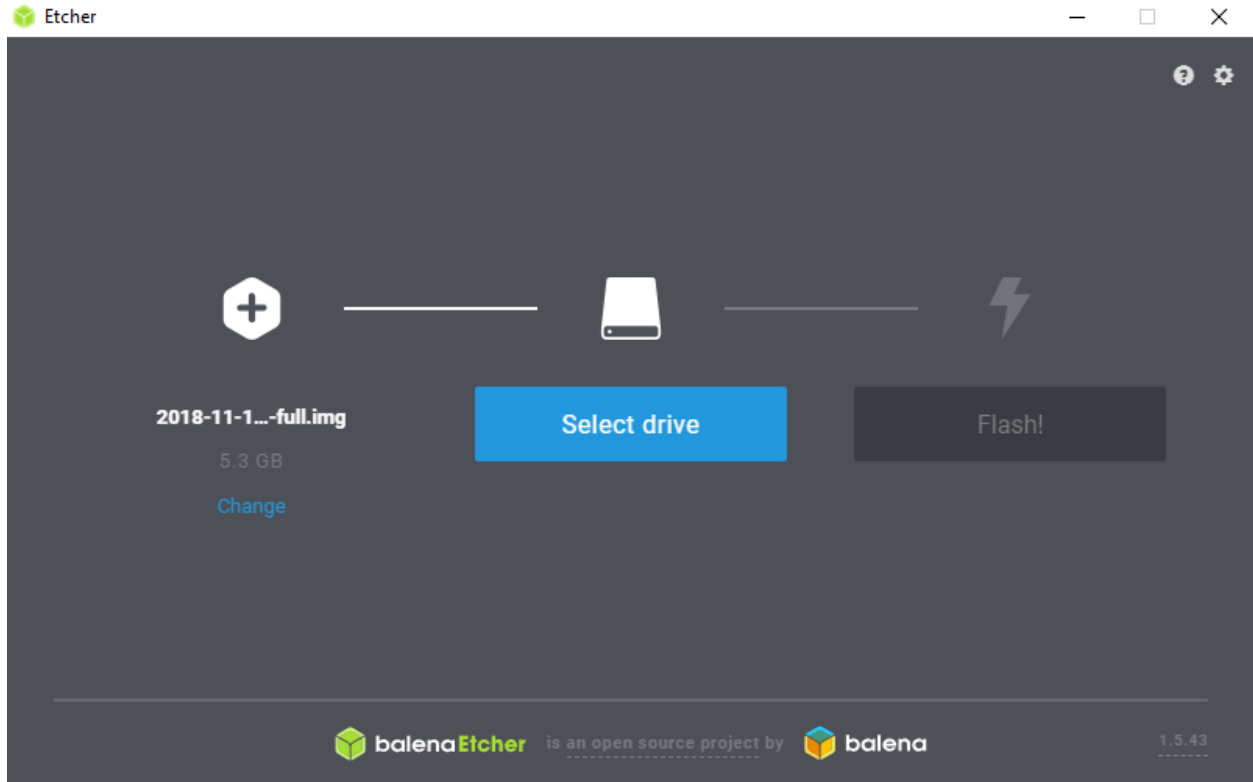 Etcher
2018-11-1...-full.img
5.3 GB
Change
Select drive
Flash!
balenaEtcher is an open source project by balena
1.5.43